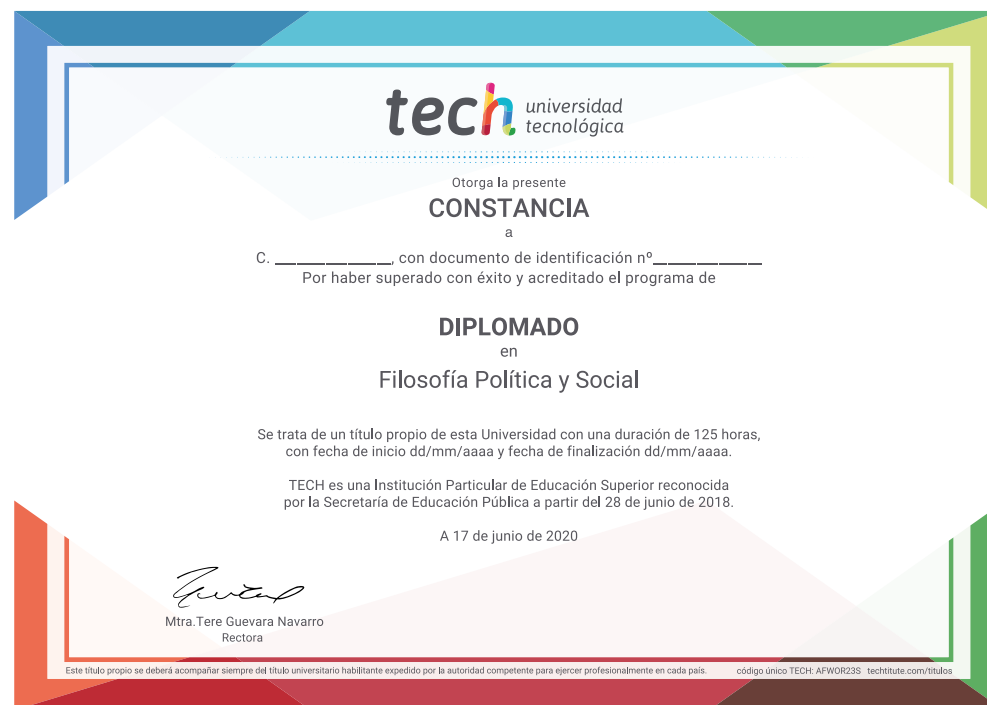 tech universidad
tecnológica
Otorga la presente
CONSTANCIA
a
C. ______________, con documento de identificación nº_____________
Por haber superado con éxito y acreditado el programa de
DIPLOMADO
en
Filosofía Política y Social
Se trata de un título propio de esta Universidad con una duración de 125 horas,
con fecha de inicio dd/mm/aaaa y fecha de finalización dd/mm/aaaa.
TECH es una Institución Particular de Educación Superior reconocida
por la Secretaría de Educación Pública a partir del 28 de junio de 2018.
A 17 de junio de 2020
Mtra.Tere Guevara Navarro
Rectora
Este título propio se deberá acompañar siempre del título universitario habilitante expedido por la autoridad competente para ejercer profesionalmente en cada país. código único TECH: AFWOR23S techtitute.com/titulos